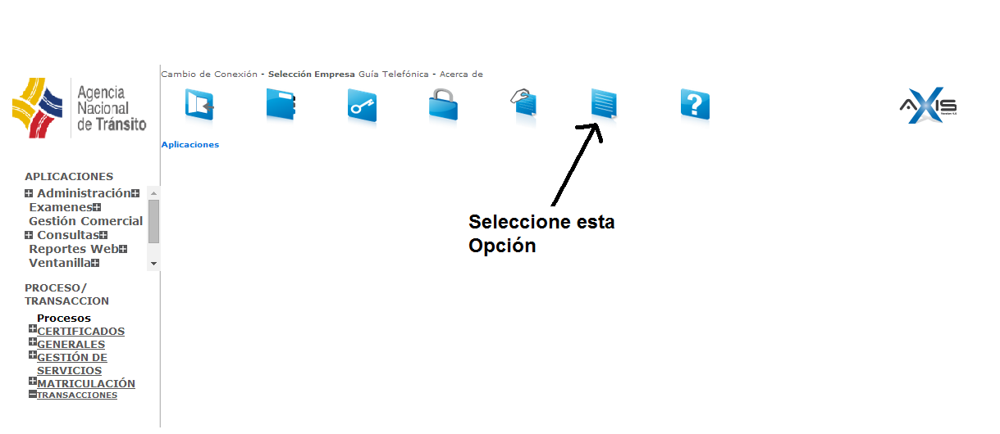 Cambio de Conexión - Selección Empresa Guía Telefónica - Acerca de
Agencia
Nacional
de Tránsito
AXIS
Aplicaciones
APLICACIONES
Administración
Examenes
Gestión Comercial
Consultas
Reportes Web
Ventanilla
Seleccione esta
Opción
PROCESO/
TRANSACCION
Procesos
CERTIFICADOS
GENERALES
GESTIÓN DE
SERVICIOS
MATRICULACIÓN
TRANSACCIONES